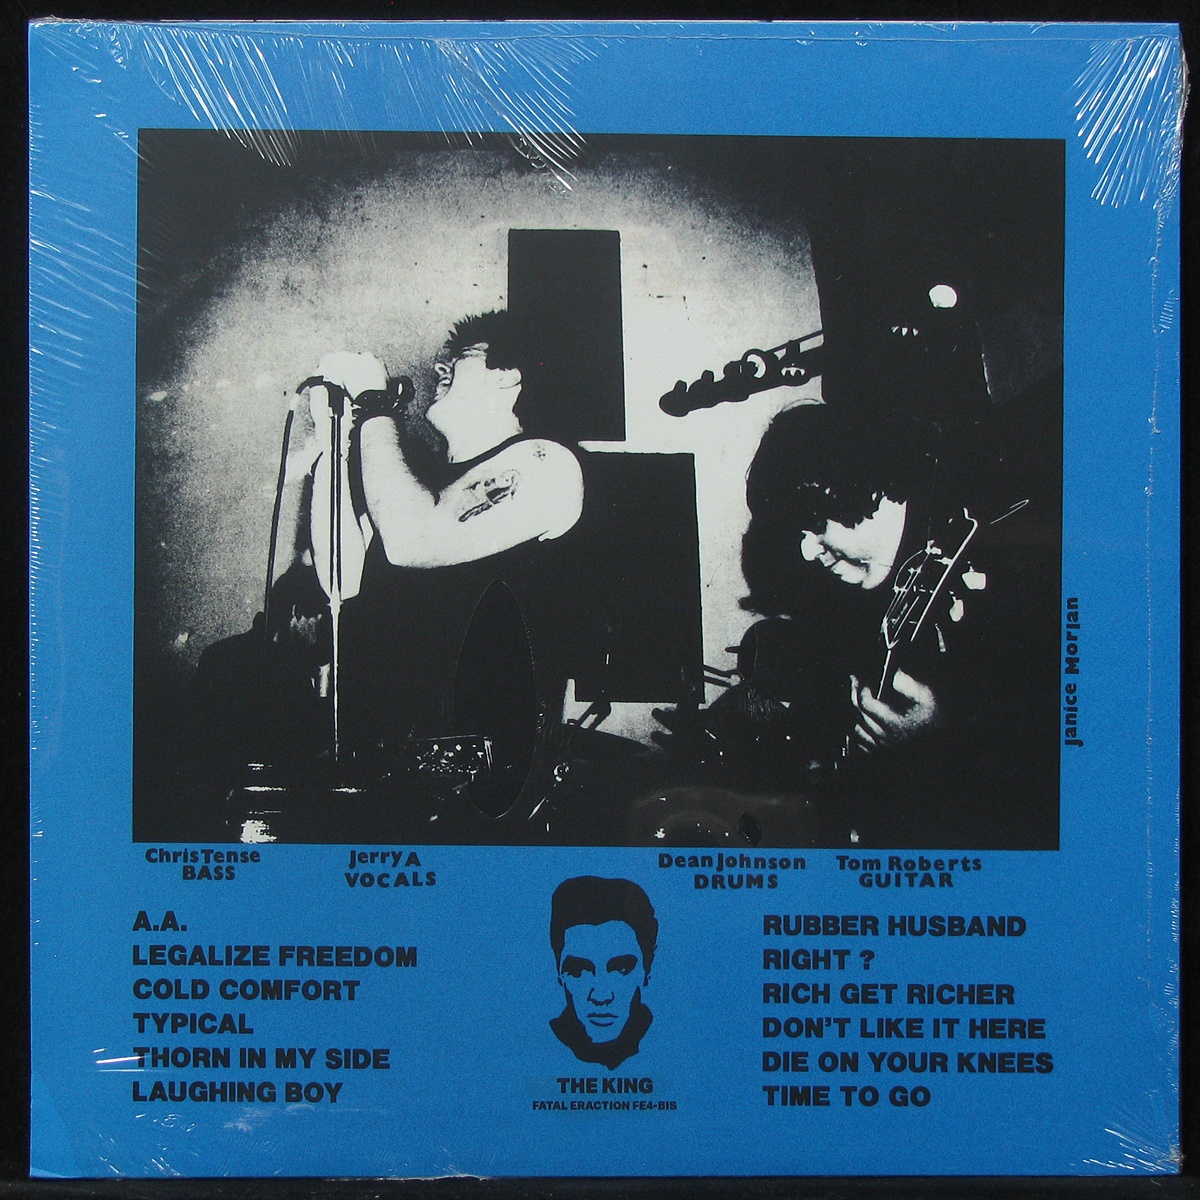 Janice Morjan
Chris Tense
BASS
Jerry A
VOCALS
Dean Johnson
DRUMS
Tom Roberts
GUITAR
A.A.
LEGALIZE FREEDOM
COLD COMFORT
TYPICAL
THORN IN MY SIDE
LAUGHING BOY
THE KING
FATAL ERACTION FE4-BIS
RUBBER HUSBAND
RIGHT ?
RICH GET RICHER
DON'T LIKE IT HERE
DIE ON YOUR KNEES
TIME TO GO